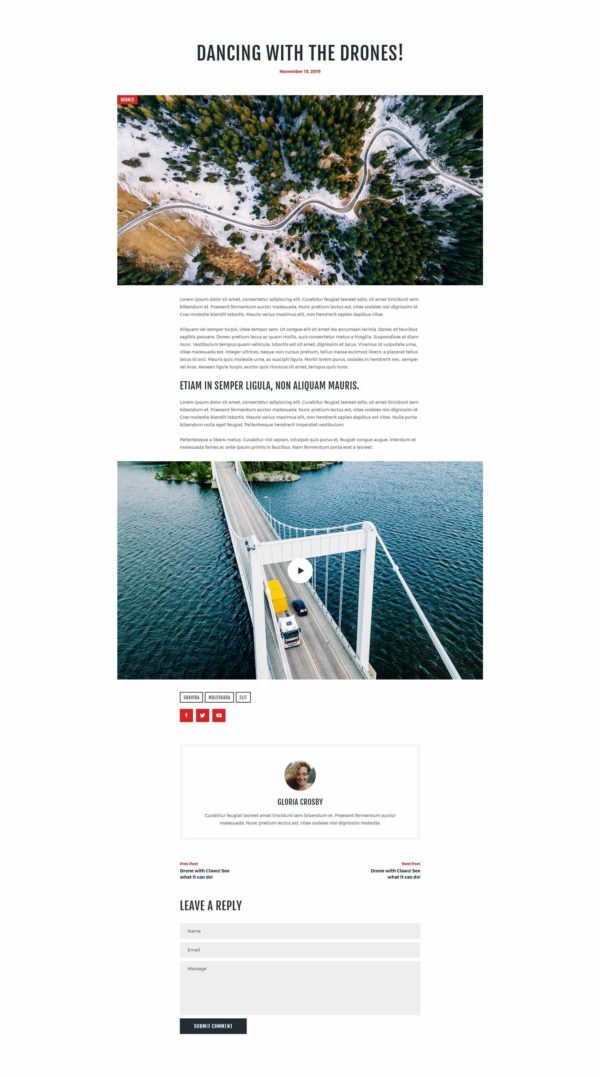 DANCING WITH THE DRONES!
November 15, 2019
DRONES
Lorem ipsum dolor sit amet, consectetur adipiscing elit. Curabitur feugiat laoreet odio, sit amet tincidunt sem
bibendum et. Praesent fermentum auctor malesuada. Nunc pretium lectus est, vitae sodales nisl dignissim id.
Cras molestie blandit lobortis. Mauris varius maximus elit, non hendrerit sapien dapibus vitae.
Aliquam vel semper turpis, vitae tempor sem. Ut congue elit sit amet leo accumsan lacinia. Donec et faucibus
sagittis posuere. Donec pretium lacus ac quam mollis, quis consectetur metus a fringilla. Suspendisse at diam
nunc. Vestibulum tempus quam vehicula, lobortis est sit amet, dignissim et lacus. Vivamus id vulputate urna,
vitae malesuada est. Integer ultrices, neque non cursus pretium, tellus massa euismod libero, a placerat tellus
lacus id orci. Mauris quis molestie urna, ac suscipit ligula. Morbi lorem purus, sodales in hendrerit nec, semper
vel eros. Aenean ligula turpis, auctor quis rhoncus sit amet, tempus quis nunc.
ETIAM IN SEMPER LIGULA, NON ALIQUAM MAURIS.
Lorem ipsum dolor sit amet, consectetur adipiscing elit. Curabitur feugiat laoreet odio, sit amet tincidunt sem
bibendum et. Praesent fermentum auctor malesuada. Nunc pretium lectus est, vitae sodales nisl dignissim id.
Cras molestie blandit lobortis. Mauris varius maximus elit, non hendrerit sapien dapibus est vitae. Nulla porta
bibendum nulla eget feugiat. Pellentesque hendrerit imperdiet vestibulum.
Pellentesque a libero metus. Curabitur nisl sapien, volutpat quis purus et, feugiat congue augue. Interdum et
malesuada fames ac ante ipsum primis in faucibus. Nam fermentum porta erat a laoreet.
GRAVIDA MALESUADA ELIT
GLORIA CROSBY
Curabitur feugiat laoreet amet tincidunt sem bibendum et. Praesent fermentum auctor
malesuada. Nunc pretium lectus est, vitae sodales nisl dignissim molestie
Prev Post
Drone with Claws! See
what it can do!
Next Post
Drone with Claws! See
what it can do!
LEAVE A REPLY
Name
Email
Message
SUBMIT COMMENT